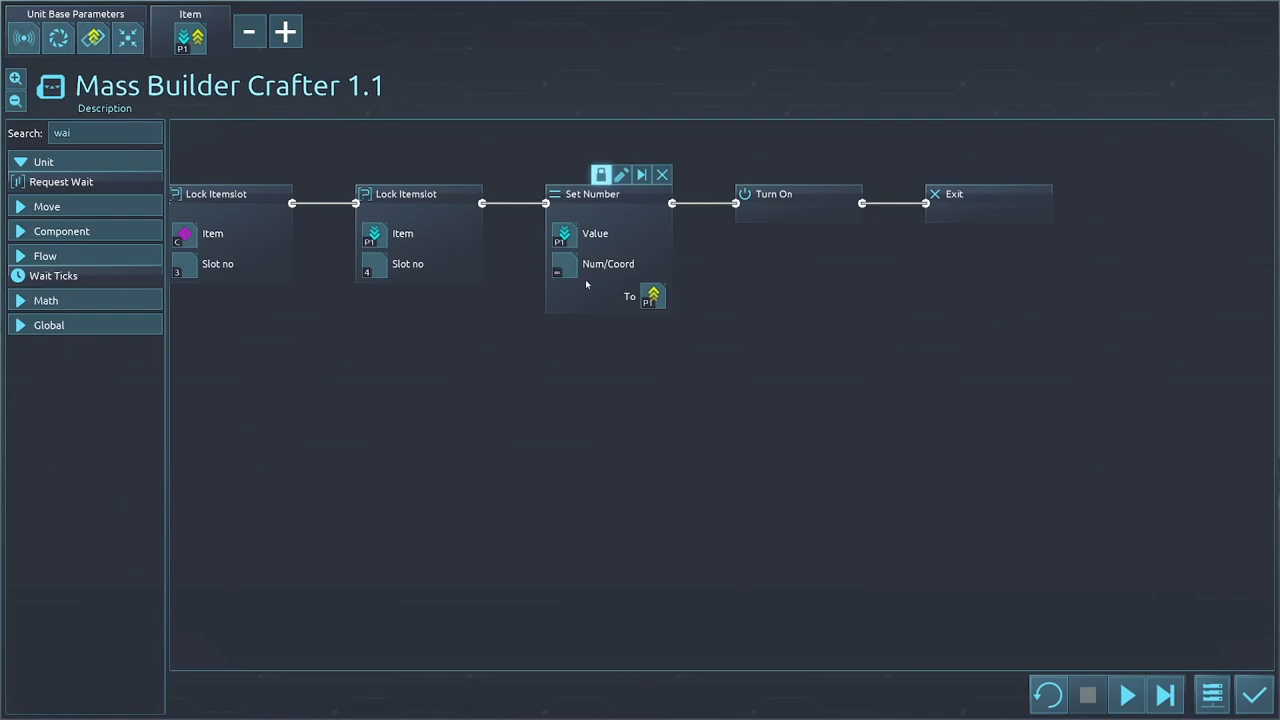 Unit Base Parameters
Item
P1
- +
Mass Builder Crafter 1.1
Description
Search: wai
Unit
Request Wait
Move
Component
Flow
Wait Ticks
Math
Global
Lock Itemslot
C Item
3 Slot no
Lock Itemslot
P1 Item
4 Slot no
Set Number
P1 Value
∞ Num/Coord
To P1
Turn On
Exit